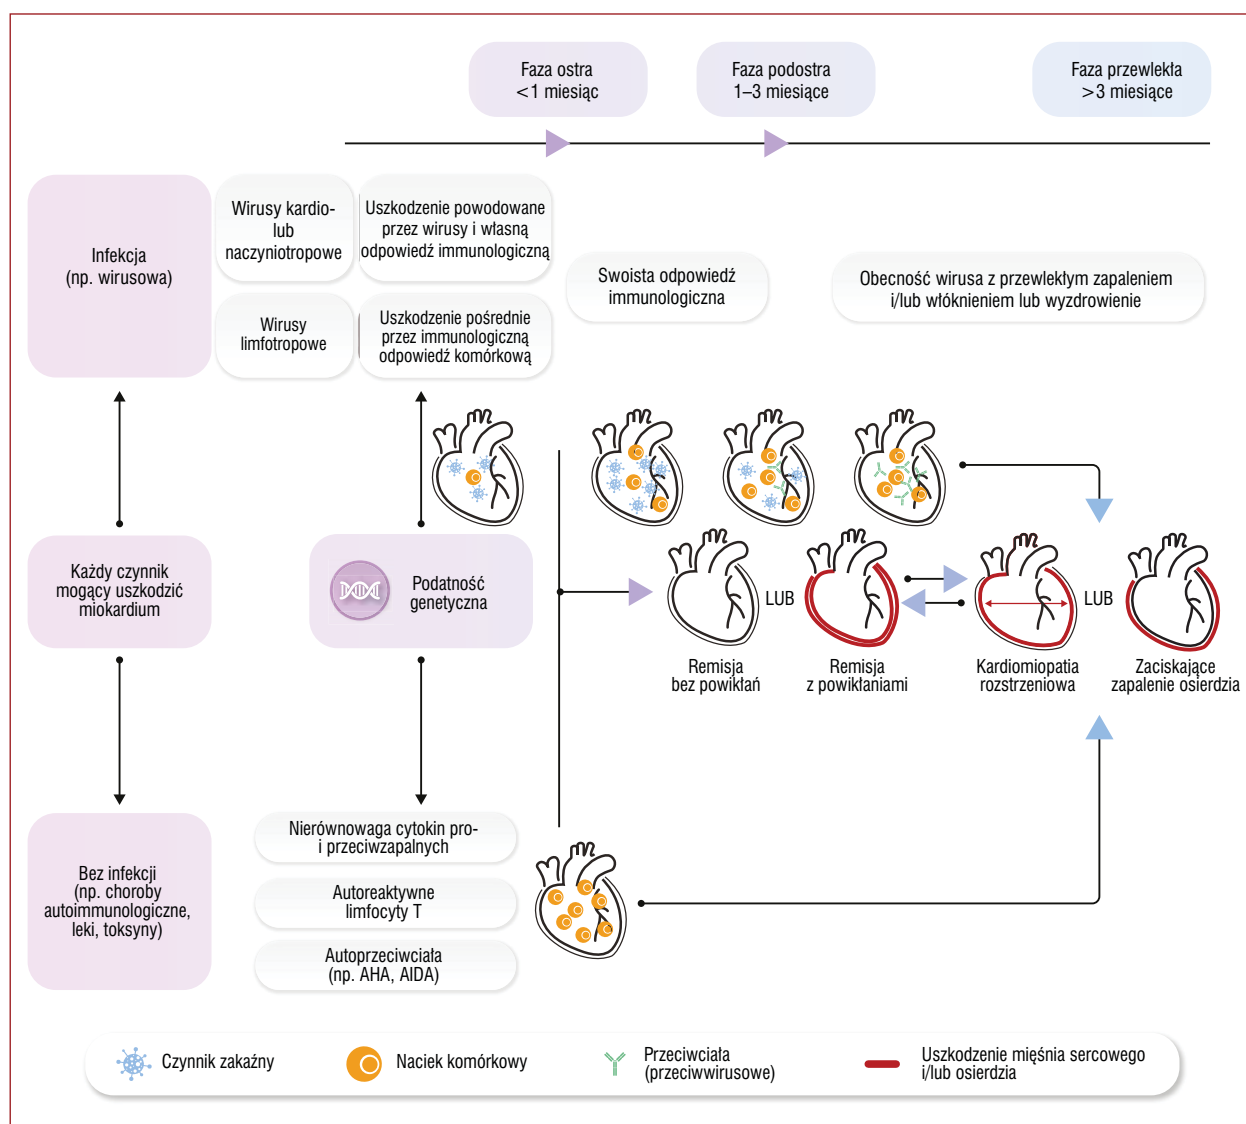 Faza ostra
<1 miesiąc
Faza podostra
1–3 miesiące
Faza przewlekła
>3 miesiące
Infekcja
(np. wirusowa)
Wirusy kardio-
lub
naczyniotropowe
Uszkodzenie powodowane
przez wirusy i własną
odpowiedź immunologiczną
Wirusy
limfotropowe
Uszkodzenie pośrednie
przez immunologiczną
odpowiedź komórkową
Swoista odpowiedź
immunologiczna
Obecność wirusa z przewlekłym zapaleniem
i/lub włóknieniem lub wyzdrowienie
Każdy czynnik
mogący uszkodzić
miokardium
Podatność
genetyczna
LUB
LUB
Remisja
bez powikłań
Remisja
z powikłaniami
Kardiomiopatia
rozstrzeniowa
Zaciskające
zapalenie osierdzia
Bez infekcji
(np. choroby
autoimmunologiczne,
leki, toksyny)
Nierównowaga cytokin pro-
i przeciwzapalnych
Autoreaktywne
limfocyty T
Autoprzeciwciała
(np. AHA, AIDA)
Czynnik zakaźny
Naciek komórkowy
Przeciwciała
(przeciwwirusowe)
Uszkodzenie mięśnia sercowego
i/lub osierdzia